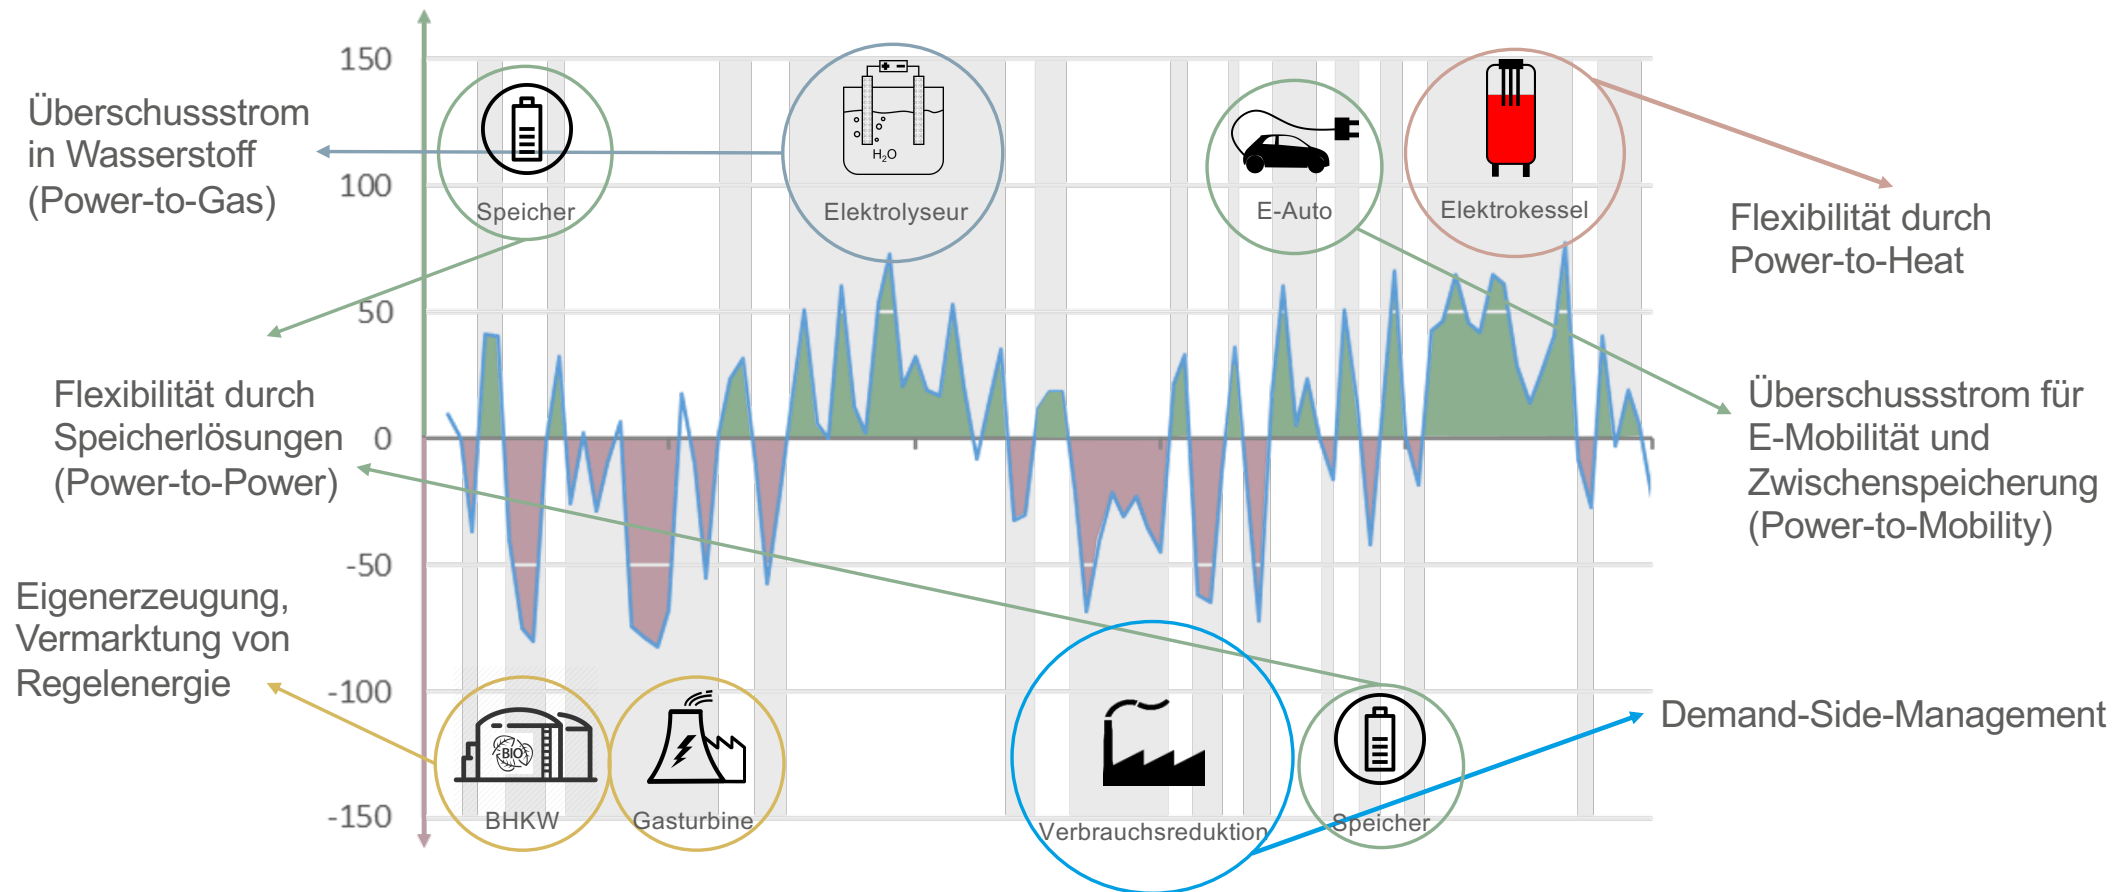 Überschussstrom
in Wasserstoff
(Power-to-Gas)
Flexibilität durch
Speicherlösungen
(Power-to-Power)
Eigenerzeugung,
Vermarktung von
Regelenergie
150
100
50
0
-50
-100
-150
Speicher
H₂O
Elektrolyseur
E-Auto
Elektrokessel
BIO
BHKW
Gasturbine
Verbrauchsreduktion
Speicher
Flexibilität durch
Power-to-Heat
Überschussstrom für
E-Mobilität und
Zwischenspeicherung
(Power-to-Mobility)
Demand-Side-Management